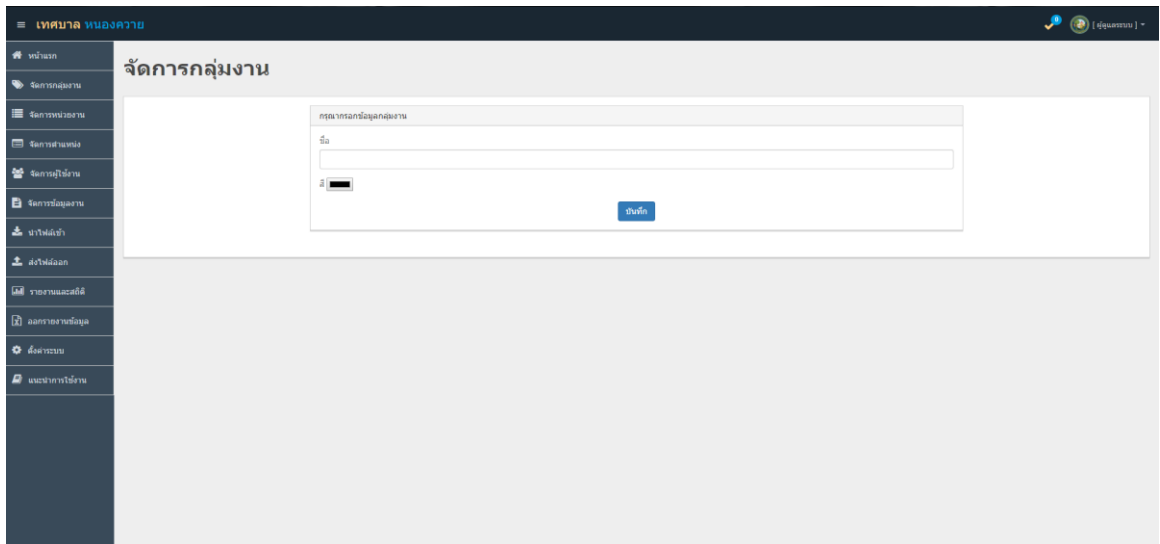 ≡ เทศบาล หนองควาย
0
[ ผู้ดูแลระบบ ]
หน้าแรก
จัดการกลุ่มงาน
จัดการหน่วยงาน
จัดการตำแหน่ง
จัดการผู้ใช้งาน
จัดการข้อมูลงาน
นำไฟล์เข้า
ส่งไฟล์ออก
รายงานและสถิติ
ออกรายงานข้อมูล
ตั้งค่าระบบ
แนะนำการใช้งาน
จัดการกลุ่มงาน
กรุณากรอกข้อมูลกลุ่มงาน
ชื่อ
สี
บันทึก